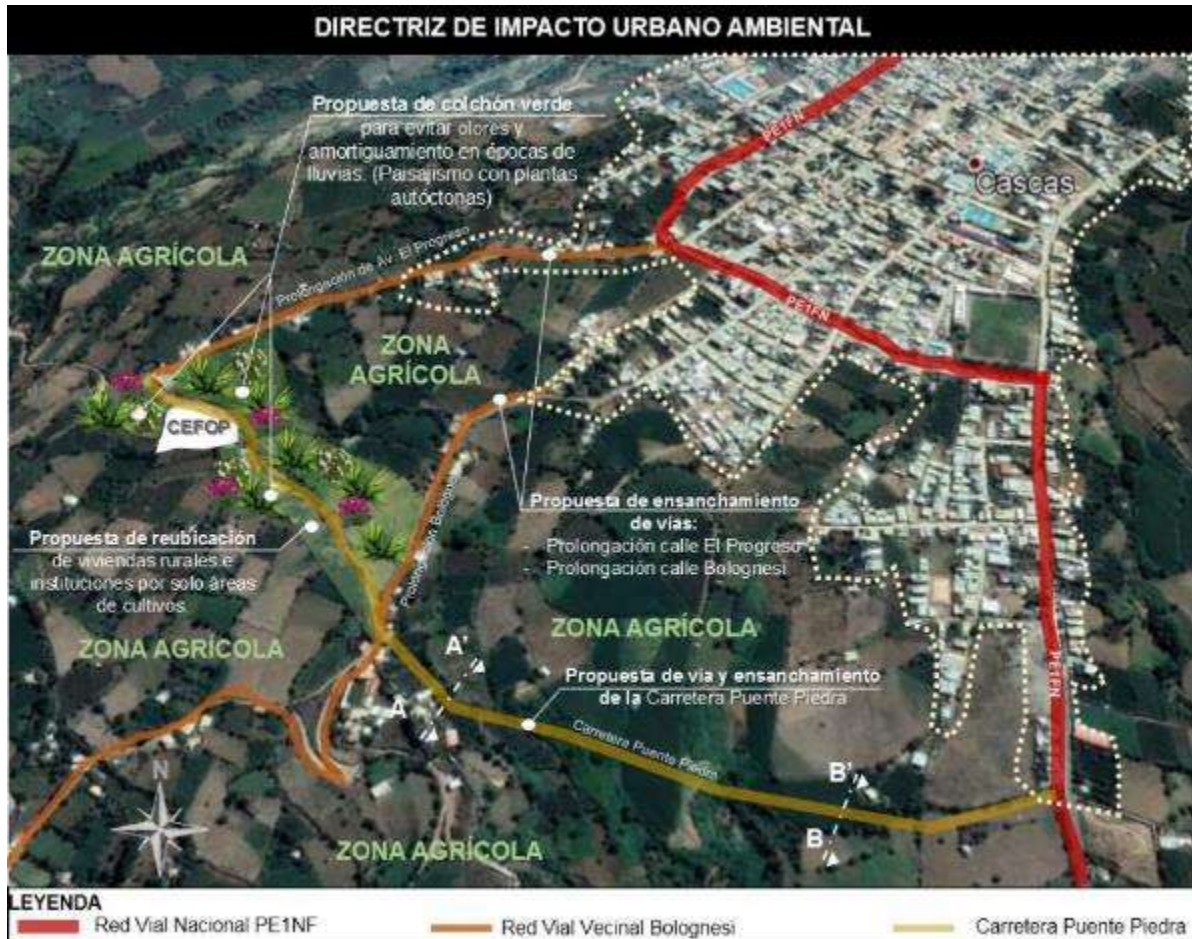 DIRECTRIZ DE IMPACTO URBANO AMBIENTAL
Propuesta de colchón verde
para evitar olores y
amortiguamiento en épocas de
lluvias. (Paisajismo con plantas
autóctonas)
PE1FN
Cascas
ZONA AGRÍCOLA
Prolongación de Av. El Progreso
PE1FN
ZONA
AGRÍCOLA
CEFOP
Prolongación Bolognesi
Propuesta de ensanchamiento
de vías:
- Prolongación calle El Progreso
- Prolongación calle Bolognesi
Propuesta de reubicación
de viviendas rurales e
instituciones por solo áreas
de cultivos.
ZONA AGRÍCOLA
ZONA AGRÍCOLA
A'
A
Propuesta de vía y ensanchamiento
de la Carretera Puente Piedra
PE1FN
Carretera Puente Piedra
B'
B
N
ZONA AGRÍCOLA
LEYENDA
Red Vial Nacional PE1NF
Red Vial Vecinal Bolognesi
Carretera Puente Piedra